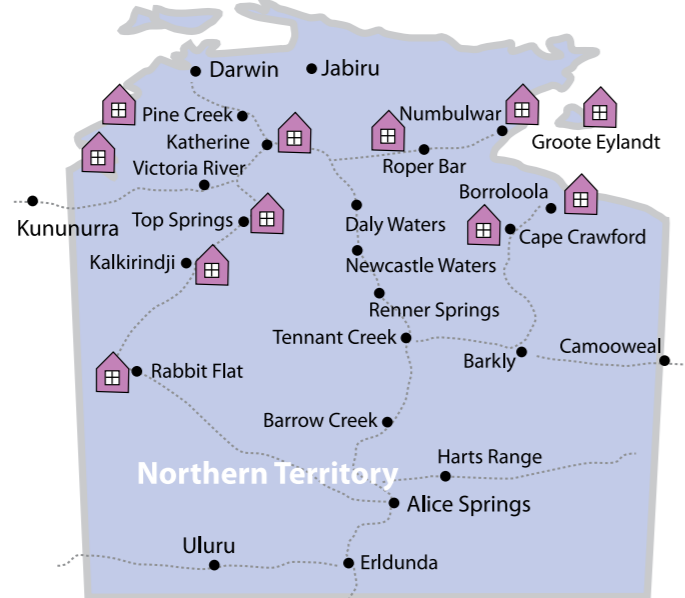 Darwin
Jabiru
Pine Creek
Numbulwar
Katherine
Groote Eylandt
Victoria River
Roper Bar
Borroloola
Kununurra
Top Springs
Daly Waters
Cape Crawford
Kalkirindji
Newcastle Waters
Renner Springs
Tennant Creek
Camooweal
Barkly
Rabbit Flat
Barrow Creek
Harts Range
Northern Territory
Alice Springs
Uluru
Erldunda